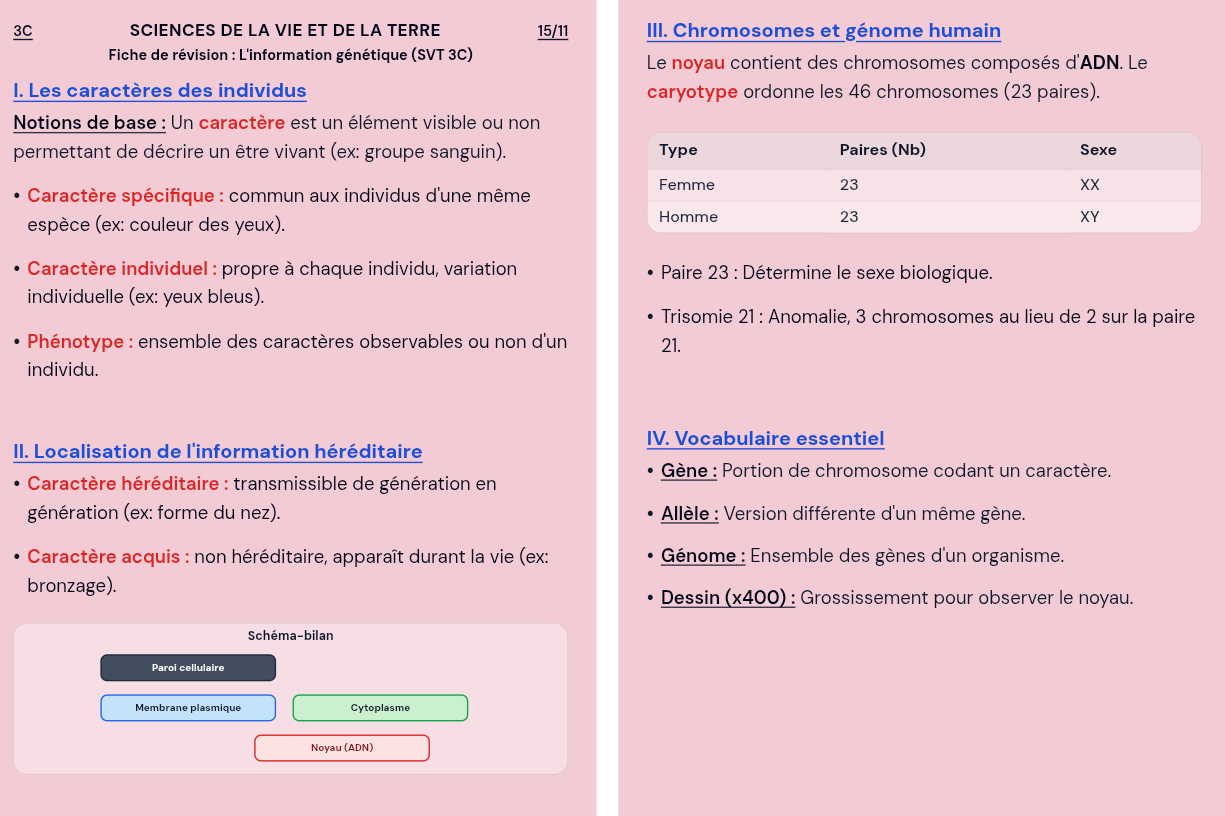 3C SCIENCES DE LA VIE ET DE LA TERRE 15/11
Fiche de révision : L'information génétique (SVT 3C)
I. Les caractères des individus
Notions de base : Un caractère est un élément visible ou non
permettant de décrire un être vivant (ex: groupe sanguin).
• Caractère spécifique : commun aux individus d'une même
espèce (ex: couleur des yeux).
• Caractère individuel : propre à chaque individu, variation
individuelle (ex: yeux bleus).
• Phénotype : ensemble des caractères observables ou non d'un
individu.
II. Localisation de l'information héréditaire
• Caractère héréditaire : transmissible de génération en
génération (ex: forme du nez).
• Caractère acquis : non héréditaire, apparaît durant la vie (ex:
bronzage).
Schéma-bilan
Paroi cellulaire
Membrane plasmique Cytoplasme
Noyau (ADN)
III. Chromosomes et génome humain
Le noyau contient des chromosomes composés d'ADN. Le
caryotype ordonne les 46 chromosomes (23 paires).
Type Paires (Nb) Sexe
Femme 23 XX
Homme 23 XY
• Paire 23 : Détermine le sexe biologique.
• Trisomie 21 : Anomalie, 3 chromosomes au lieu de 2 sur la paire
21.
IV. Vocabulaire essentiel
• Gène : Portion de chromosome codant un caractère.
• Allèle : Version différente d'un même gène.
• Génome : Ensemble des gènes d'un organisme.
• Dessin (x400) : Grossissement pour observer le noyau.